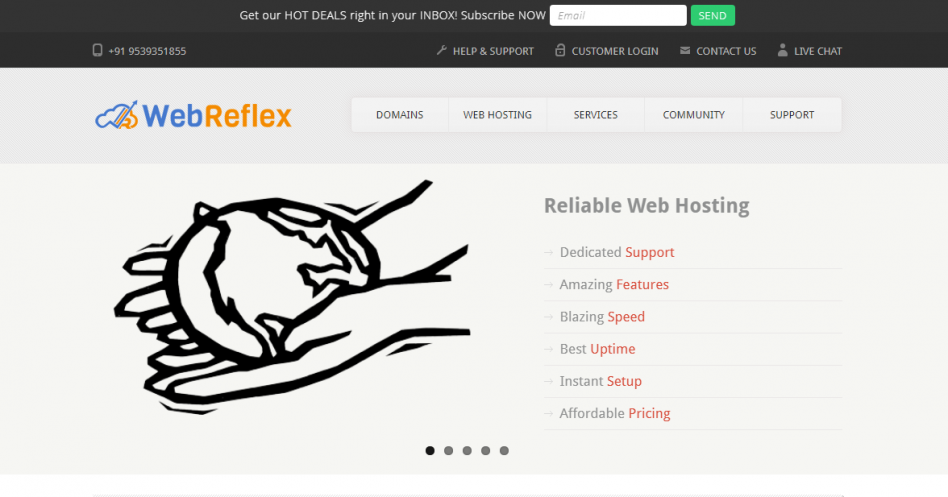 Get our HOT DEALS right in your INBOX! Subscribe NOW Email SEND
+91 9539351855 HELP & SUPPORT CUSTOMER LOGIN CONTACT US LIVE CHAT
WebReflex DOMAINS WEB HOSTING SERVICES COMMUNITY SUPPORT
Reliable Web Hosting
Dedicated Support
Amazing Features
Blazing Speed
Best Uptime
Instant Setup
Affordable Pricing